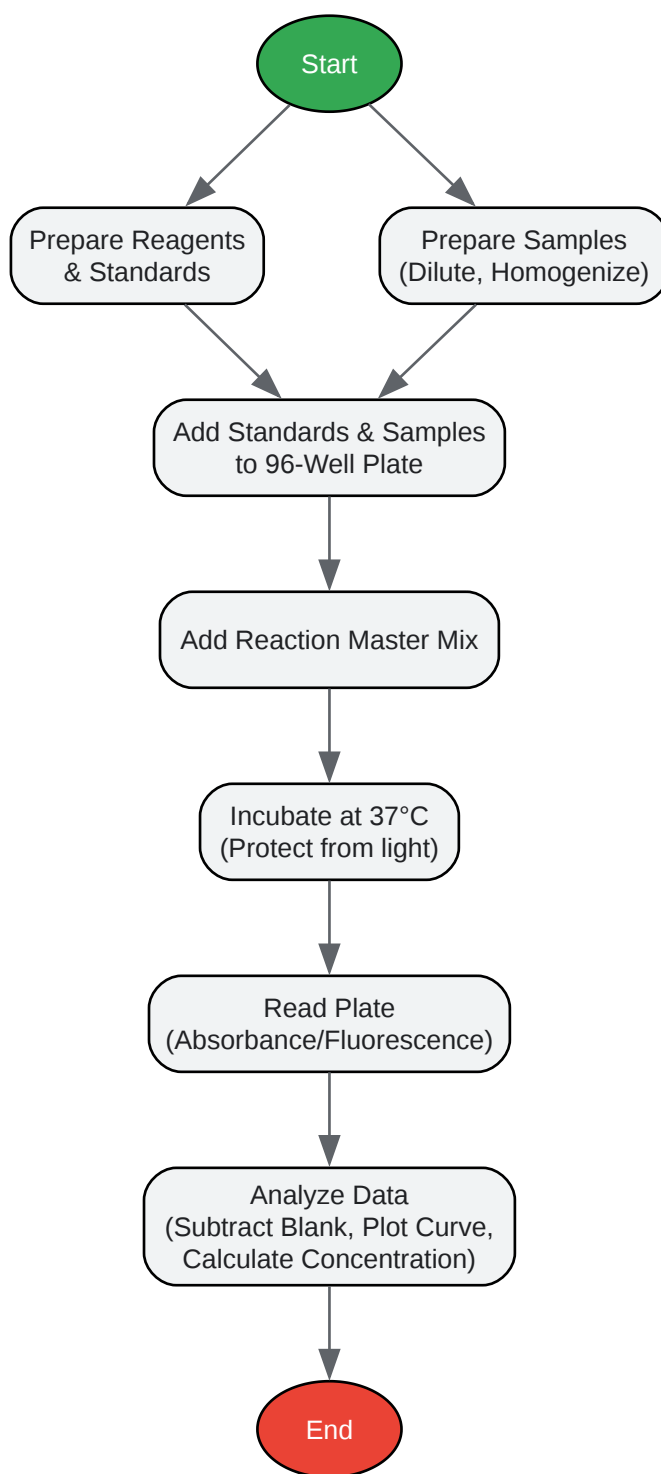 Start
Prepare Reagents
& Standards
Prepare Samples
(Dilute, Homogenize)
Add Standards & Samples
to 96-Well Plate
Add Reaction Master Mix
Incubate at 37°C
(Protect from light)
Read Plate
(Absorbance/Fluorescence)
Analyze Data
(Subtract Blank, Plot Curve,
Calculate Concentration)
End